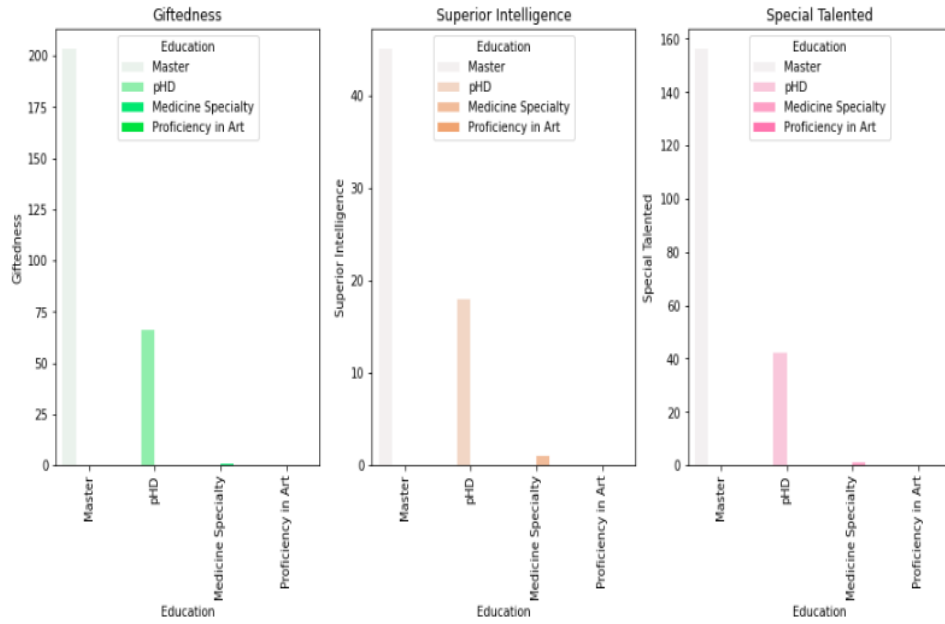 Giftedness
Education
Master
pHD
Medicine Specialty
Proficiency in Art
200
175
150
125
100
75
50
25
0
Giftedness
Master
pHD
Medicine Specialty
Proficiency in Art
Education
Superior Intelligence
Education
Master
pHD
Medicine Specialty
Proficiency in Art
40
30
20
10
0
Superior Intelligence
Master
pHD
Medicine Specialty
Proficiency in Art
Education
Special Talented
Education
Master
pHD
Medicine Specialty
Proficiency in Art
160
140
120
100
80
60
40
20
0
Special Talented
Master
pHD
Medicine Specialty
Proficiency in Art
Education